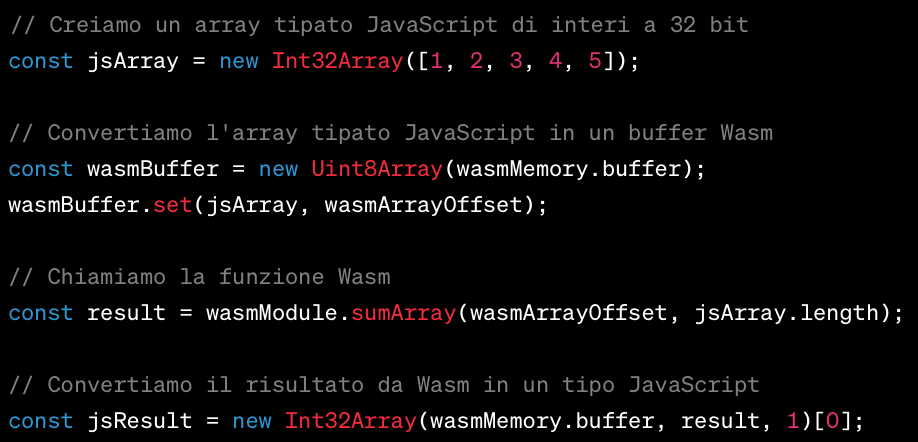 // Creiamo un array tipato JavaScript di interi a 32 bit
const jsArray = new Int32Array([1, 2, 3, 4, 5]);
// Convertiamo l'array tipato JavaScript in un buffer Wasm
const wasmBuffer = new Uint8Array(wasmMemory.buffer);
wasmBuffer.set(jsArray, wasmArrayOffset);
// Chiamiamo la funzione Wasm
const result = wasmModule.sumArray(wasmArrayOffset, jsArray.length);
// Convertiamo il risultato da Wasm in un tipo JavaScript
const jsResult = new Int32Array(wasmMemory.buffer, result, 1)[0];